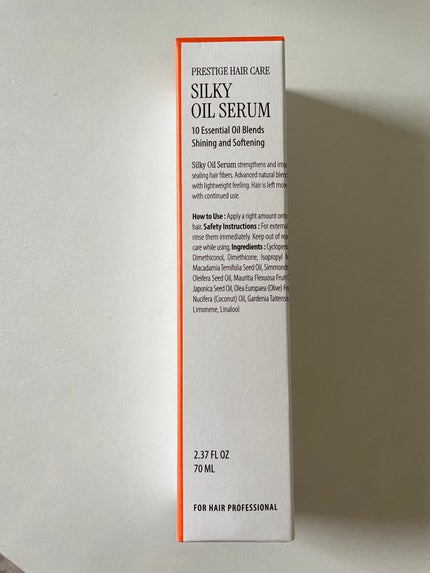 PRESTIGE HAIR CARE
SILKY
OIL SERUM
10 Essential Oil Blends
Shining and Softening
Silky Oil Serum strengthens and
sealing hair fibers. Advanced natural
with lightweight feeling. Hair is left
with continued use.
How to Use : Apply a right amount
hair. Safety Instructions : For
rinse them immediately. Keep out of
care while using. Ingredients :
Dimethiconol, Dimethicone, Isopropyl
Macadamia Ternifolia Seed Oil,
Oleifera Seed Oil, Mauritia Flexuosa
Japonica Seed Oil, Olea Europaea (Olive)
Nucifera (Coconut) Oil, Gardenia
Limonene, Linalool
2.37 FL OZ
70 ML
FOR HAIR PROFESSIONAL